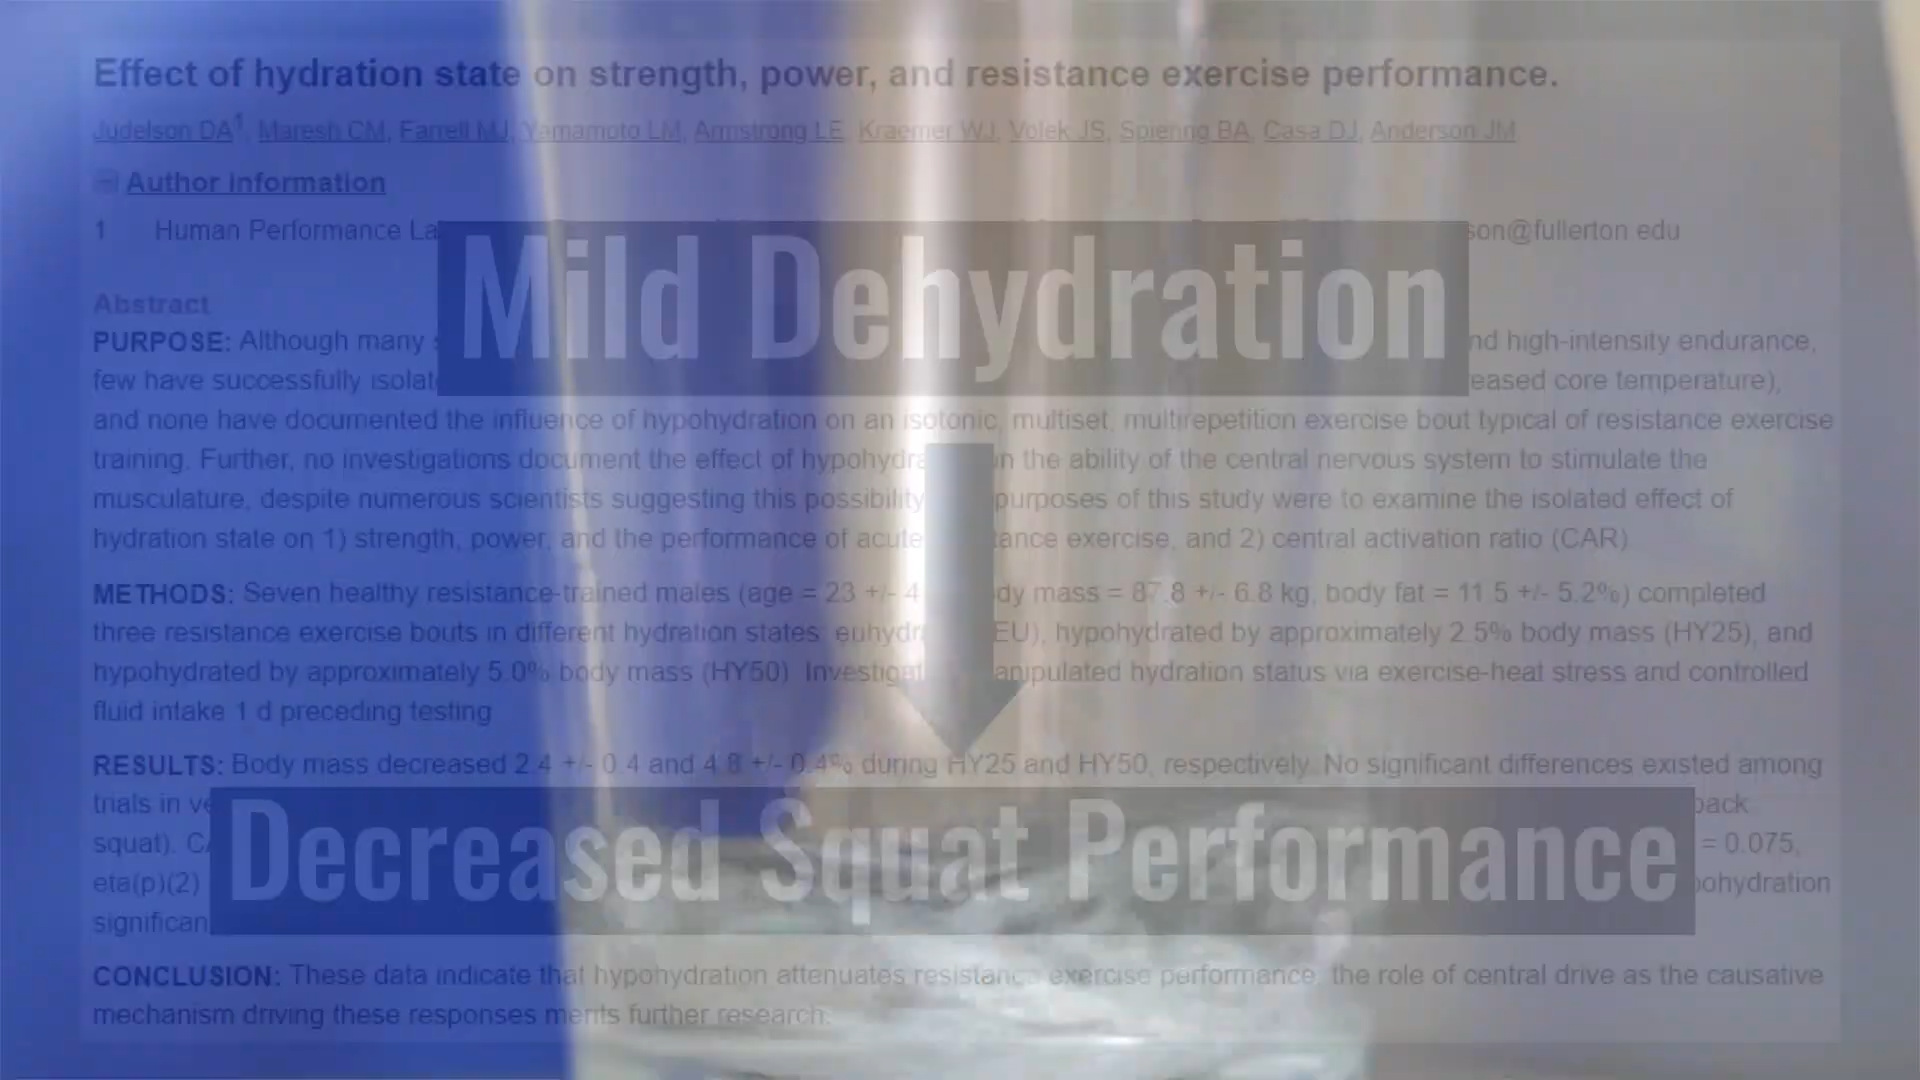 Effect of hydration state on strength, power, and resistance exercise performance.
Judelson DA1, Maresh CM, Farrell MJ, Yamamoto LM, Armstrong LE, Kraemer WJ, Volek JS, Spiering BA, Casa DJ, Anderson JM
Author information
1 Human Performance La son@fullerton edu
Mild Dehydration
Abstract
PURPOSE: Although many nd high-intensity endurance,
few have successfully isolat eased core temperature),
and none have documented the influence of hypohydration on an isotonic, multiset, multirepetition exercise bout typical of resistance exercise
training. Further, no investigations document the effect of hypohydra n the ability of the central nervous system to stimulate the
musculature, despite numerous scientists suggesting this possibility purposes of this study were to examine the isolated effect of
hydration state on 1) strength, power, and the performance of acute tance exercise, and 2) central activation ratio (CAR)
METHODS: Seven healthy resistance-trained males (age = 23 +/- 4 dy mass = 87.8 +/- 6.8 kg, body fat = 11.5 +/- 5.2%) completed
three resistance exercise bouts in different hydration states: euhydr EU), hypohydrated by approximately 2.5% body mass (HY25), and
hypohydrated by approximately 5.0% body mass (HY50) Investigat anipulated hydration status via exercise-heat stress and controlled
fluid intake 1 d preceding testing
RESULTS: Body mass decreased 2.4 +/- 0.4 and 4.8 +/- 0.4% during HY25 and HY50, respectively. No significant differences existed among
trials in ve back
Decreased Squat Performance
squat). CA = 0.075,
eta(p)(2) pohydration
significan
CONCLUSION: These data indicate that hypohydration attenuates resistance exercise performance; the role of central drive as the causative
mechanism driving these responses merits further research.